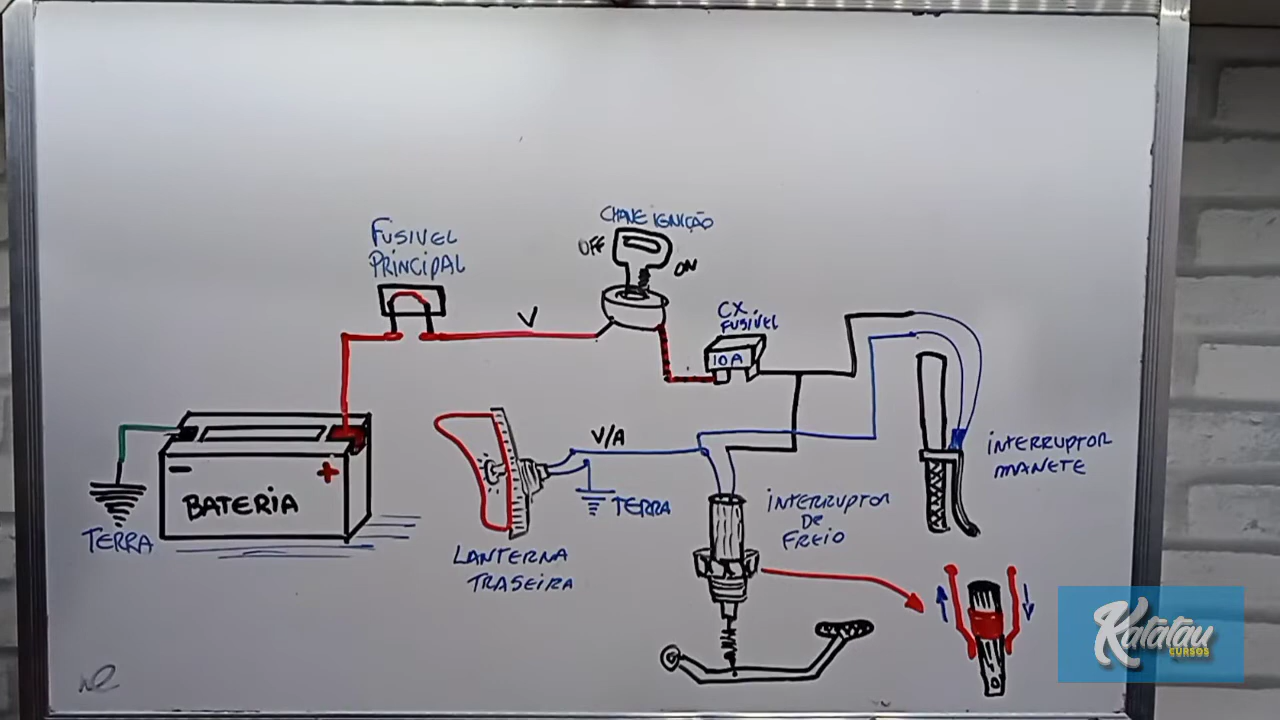 CHAVE IGNIÇÃO
OFF
ON
FUSIVEL
PRINCIPAL
V
CX
FUSIVEL
10A
V/A
INTERRUPTOR
MANETE
-
+
BATERIA
TERRA
TERRA
INTERRUPTOR
DE
FREIO
LANTERNA
TRASEIRA
Katatau
CURSOS